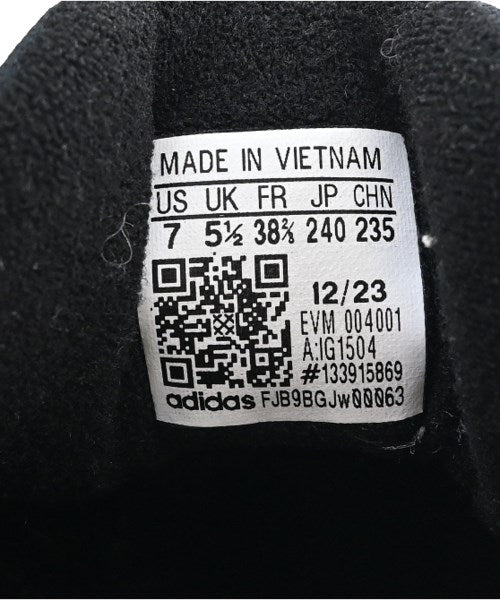 MADE IN VIETNAM
US UK FR JP CHN
7 5½ 38⅔ 240 235
12/23
EVM 004001
A:IG1504
#133915869
adidas FJB9BGJw00063